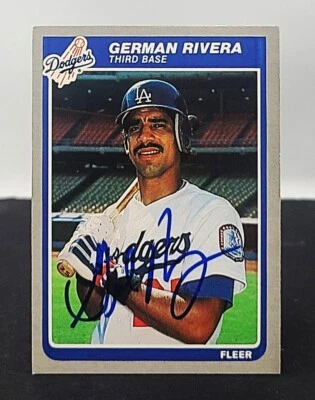 Dodgers
GERMAN RIVERA
THIRD BASE
LA
Dodgers
FLEER